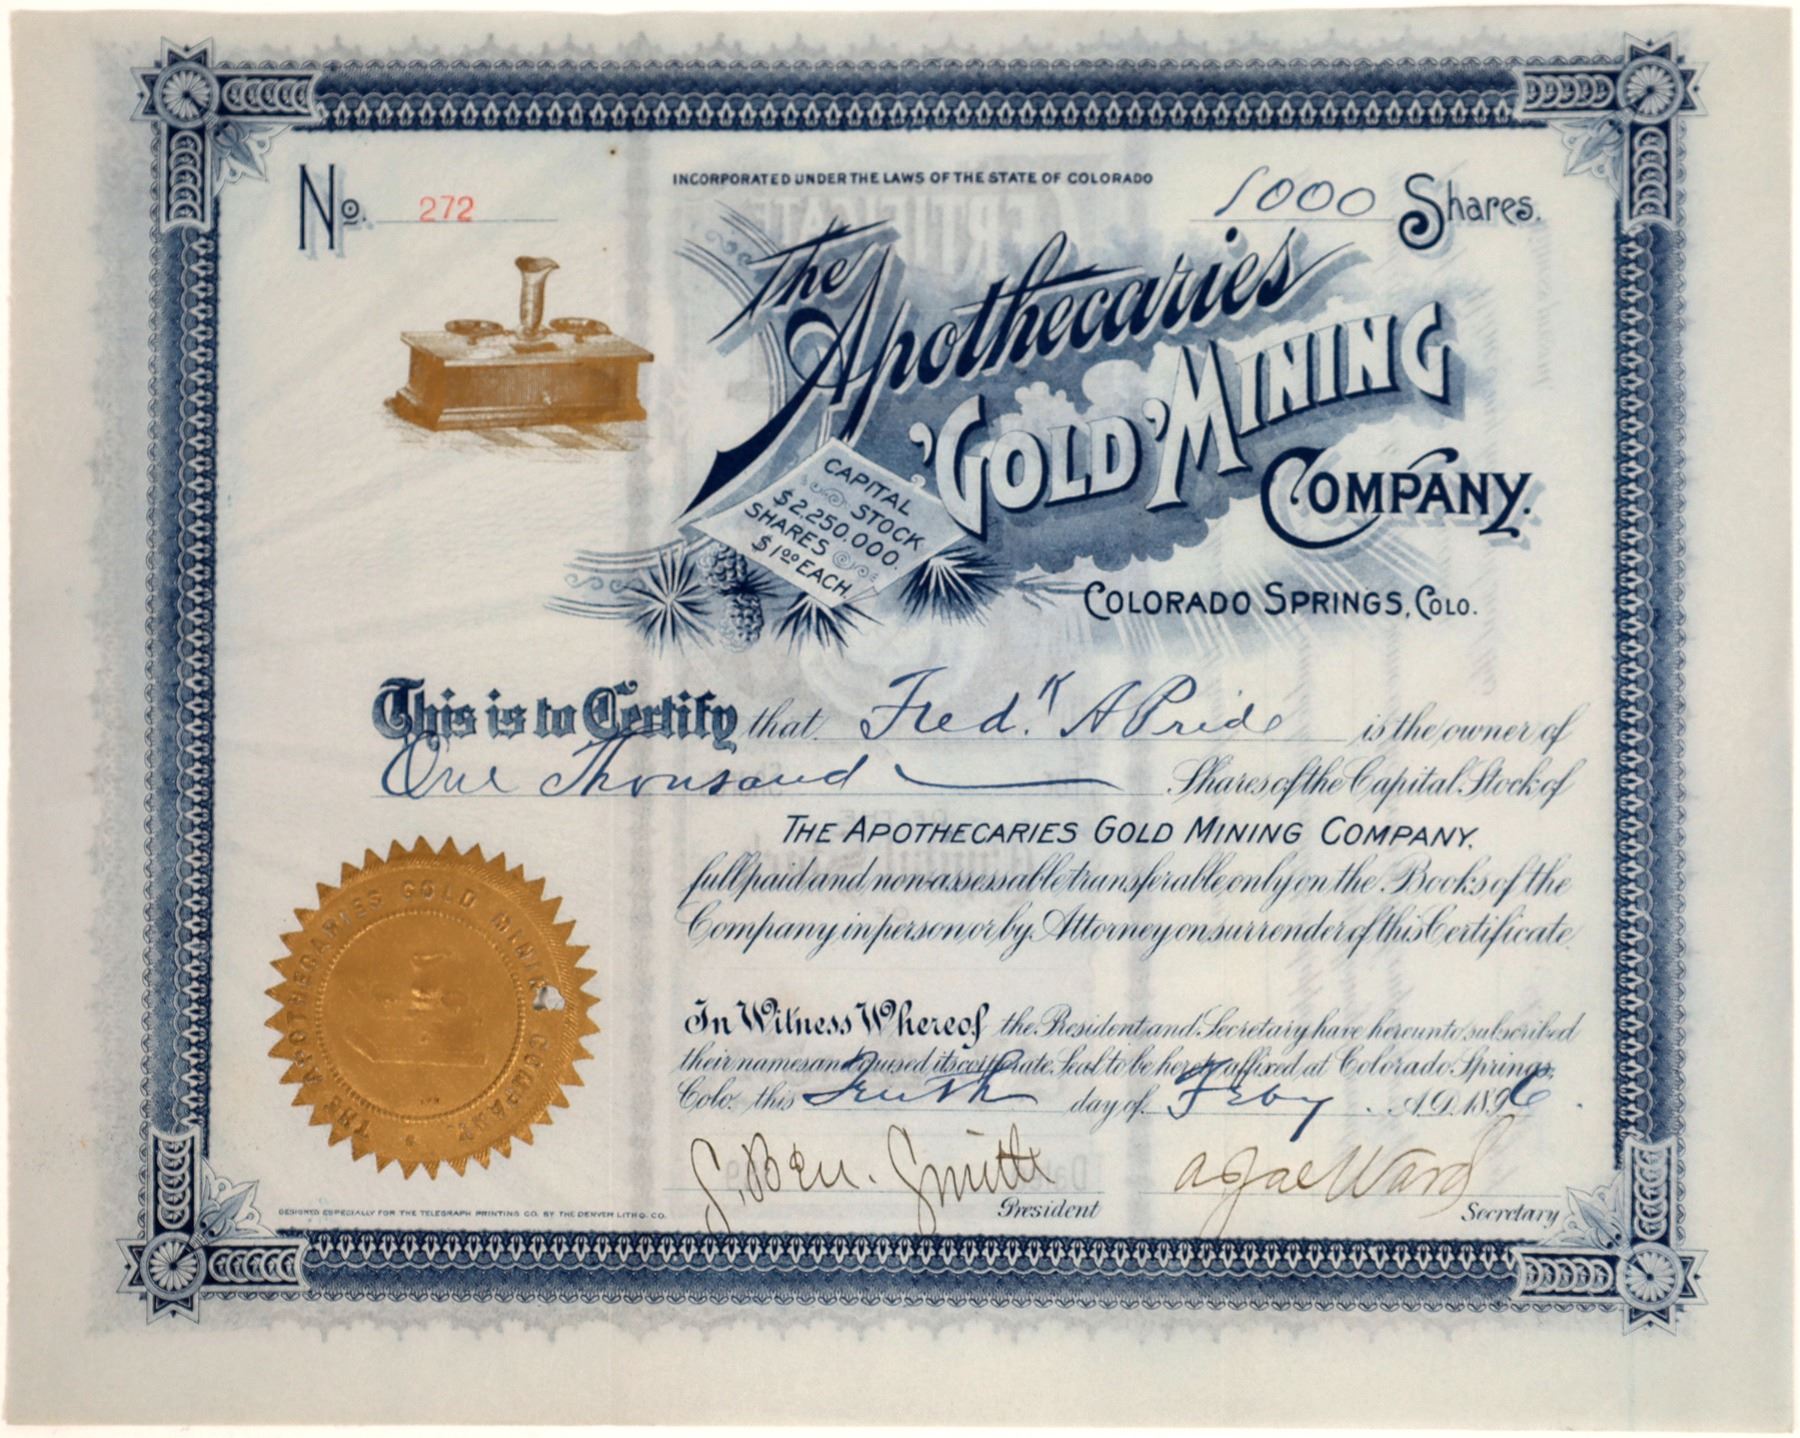 No. 272
INCORPORATED UNDER THE LAWS OF THE STATE OF COLORADO
1000 Shares.
The Apothecaries
GOLD MINING
COMPANY.
CAPITAL
STOCK
$2,250,000.
SHARES
$1.00 EACH
COLORADO SPRINGS, COLO.
This is to Certify that Fred.k A Pride is the owner of
One Thousand Shares of the Capital Stock of
THE APOTHECARIES GOLD MINING COMPANY.
full paid and non-assessable transferable only on the Books of the
Company in person or by Attorney on surrender of this Certificate.
In Witness Whereof the President and Secretary have hereunto subscribed
their names and caused its corporate Seal to be hereto affixed at Colorado Springs,
Colo. this Tenth day of Feby. A.D. 1896.
THE APOTHECARIES GOLD MINING COMPANY.
G. Ben. Smith
President
Ward
Secretary
DESIGNED ESPECIALLY FOR THE TELEGRAPH PRINTING CO. BY THE DENVER LITHO. CO.